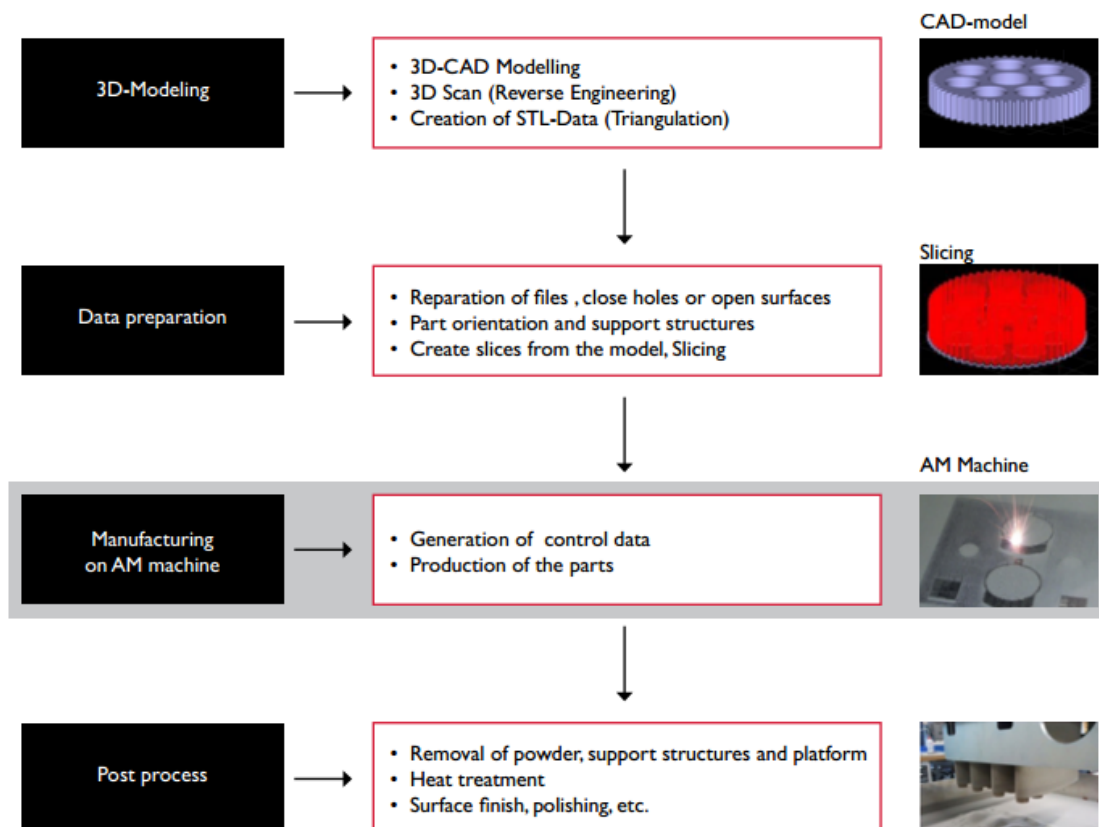 CAD-model
3D-Modeling
• 3D-CAD Modelling
• 3D Scan (Reverse Engineering)
• Creation of STL-Data (Triangulation)
Slicing
Data preparation
• Reparation of files , close holes or open surfaces
• Part orientation and support structures
• Create slices from the model, Slicing
AM Machine
Manufacturing
on AM machine
• Generation of control data
• Production of the parts
Post process
• Removal of powder, support structures and platform
• Heat treatment
• Surface finish, polishing, etc.